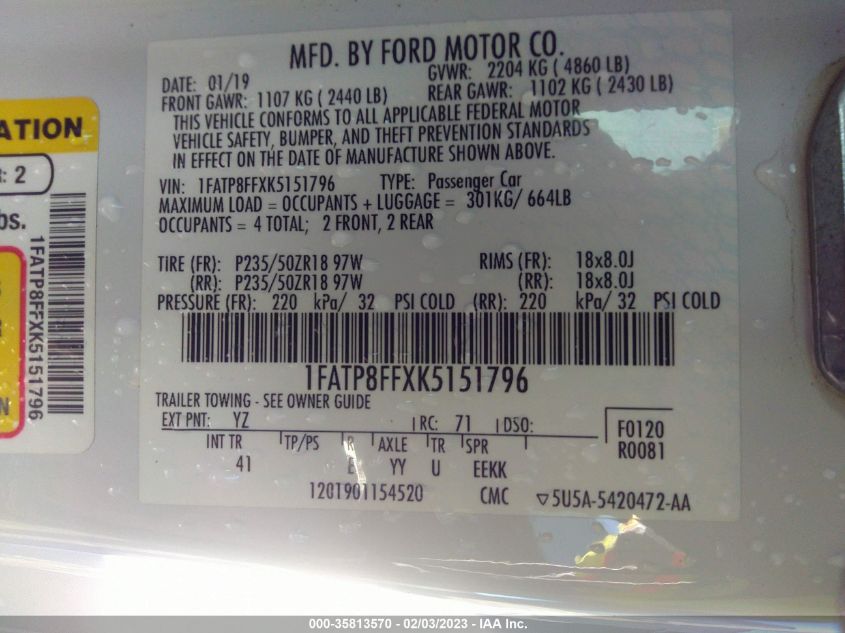 MFD. BY FORD MOTOR CO.
DATE: 01/19
GVWR: 2204 KG ( 4860 LB)
FRONT GAWR: 1107 KG ( 2440 LB)
REAR GAWR: 1102 KG ( 2430 LB)
THIS VEHICLE CONFORMS TO ALL APPLICABLE FEDERAL MOTOR
VEHICLE SAFETY, BUMPER, AND THEFT PREVENTION STANDARDS
IN EFFECT ON THE DATE OF MANUFACTURE SHOWN ABOVE.
VIN: 1FATP8FFXK5151796 TYPE: Passenger Car
MAXIMUM LOAD = OCCUPANTS + LUGGAGE = 301KG/ 664LB
OCCUPANTS = 4 TOTAL; 2 FRONT, 2 REAR
TIRE (FR): P235/50ZR18 97W RIMS (FR): 18x8.0J
(RR): P235/50ZR18 97W (RR): 18x8.0J
PRESSURE (FR): 220 kPa/ 32 PSI COLD (RR): 220 kPa/ 32 PSI COLD
1FATP8FFXK5151796
TRAILER TOWING - SEE OWNER GUIDE
EXT PNT: YZ RC: 71 DSO:
F0120
R0081
INT TR TP/PS R AXLE TR SPR
41 E YY U EEKK
1201901154520 CMC ▽5U5A-5420472-AA
ATION
: 2
bs.
1FATP8FFXK5151796
N
000-35813570 — 02/03/2023 — IAA Inc.